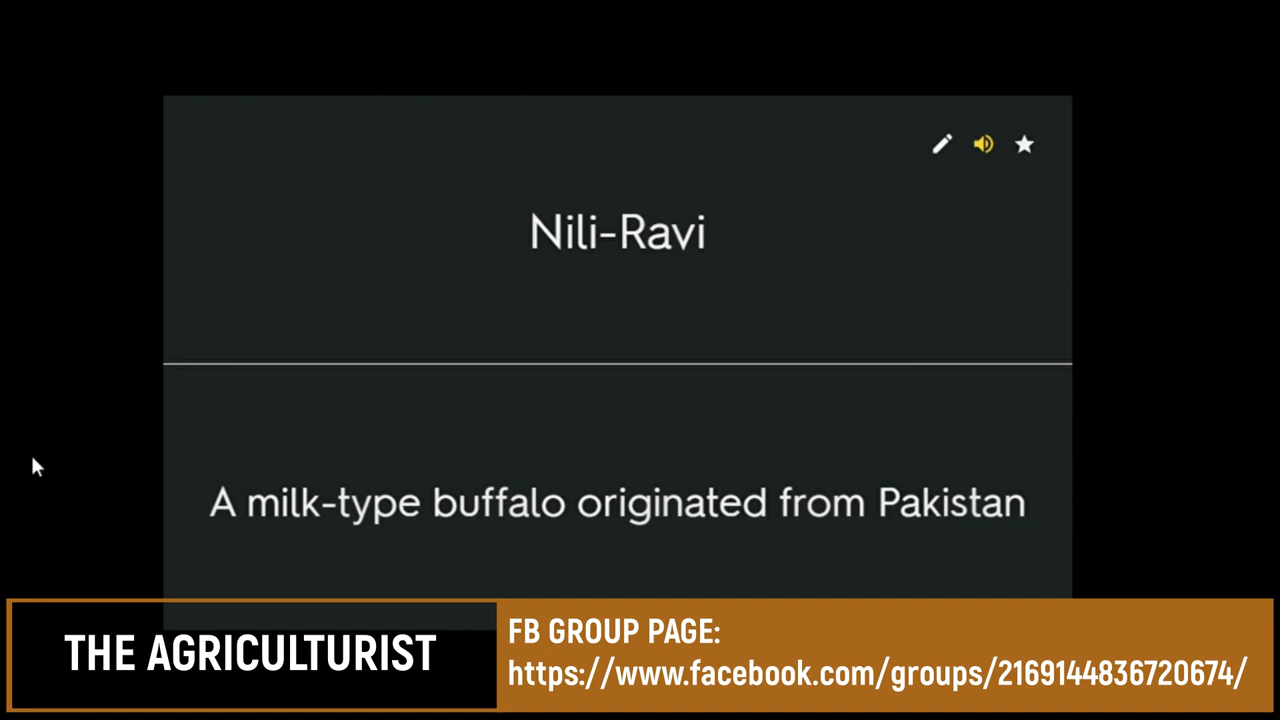 Nili-Ravi
A milk-type buffalo originated from Pakistan
THE AGRICULTURIST
FB GROUP PAGE:
https://www.facebook.com/groups/2169144836720674/